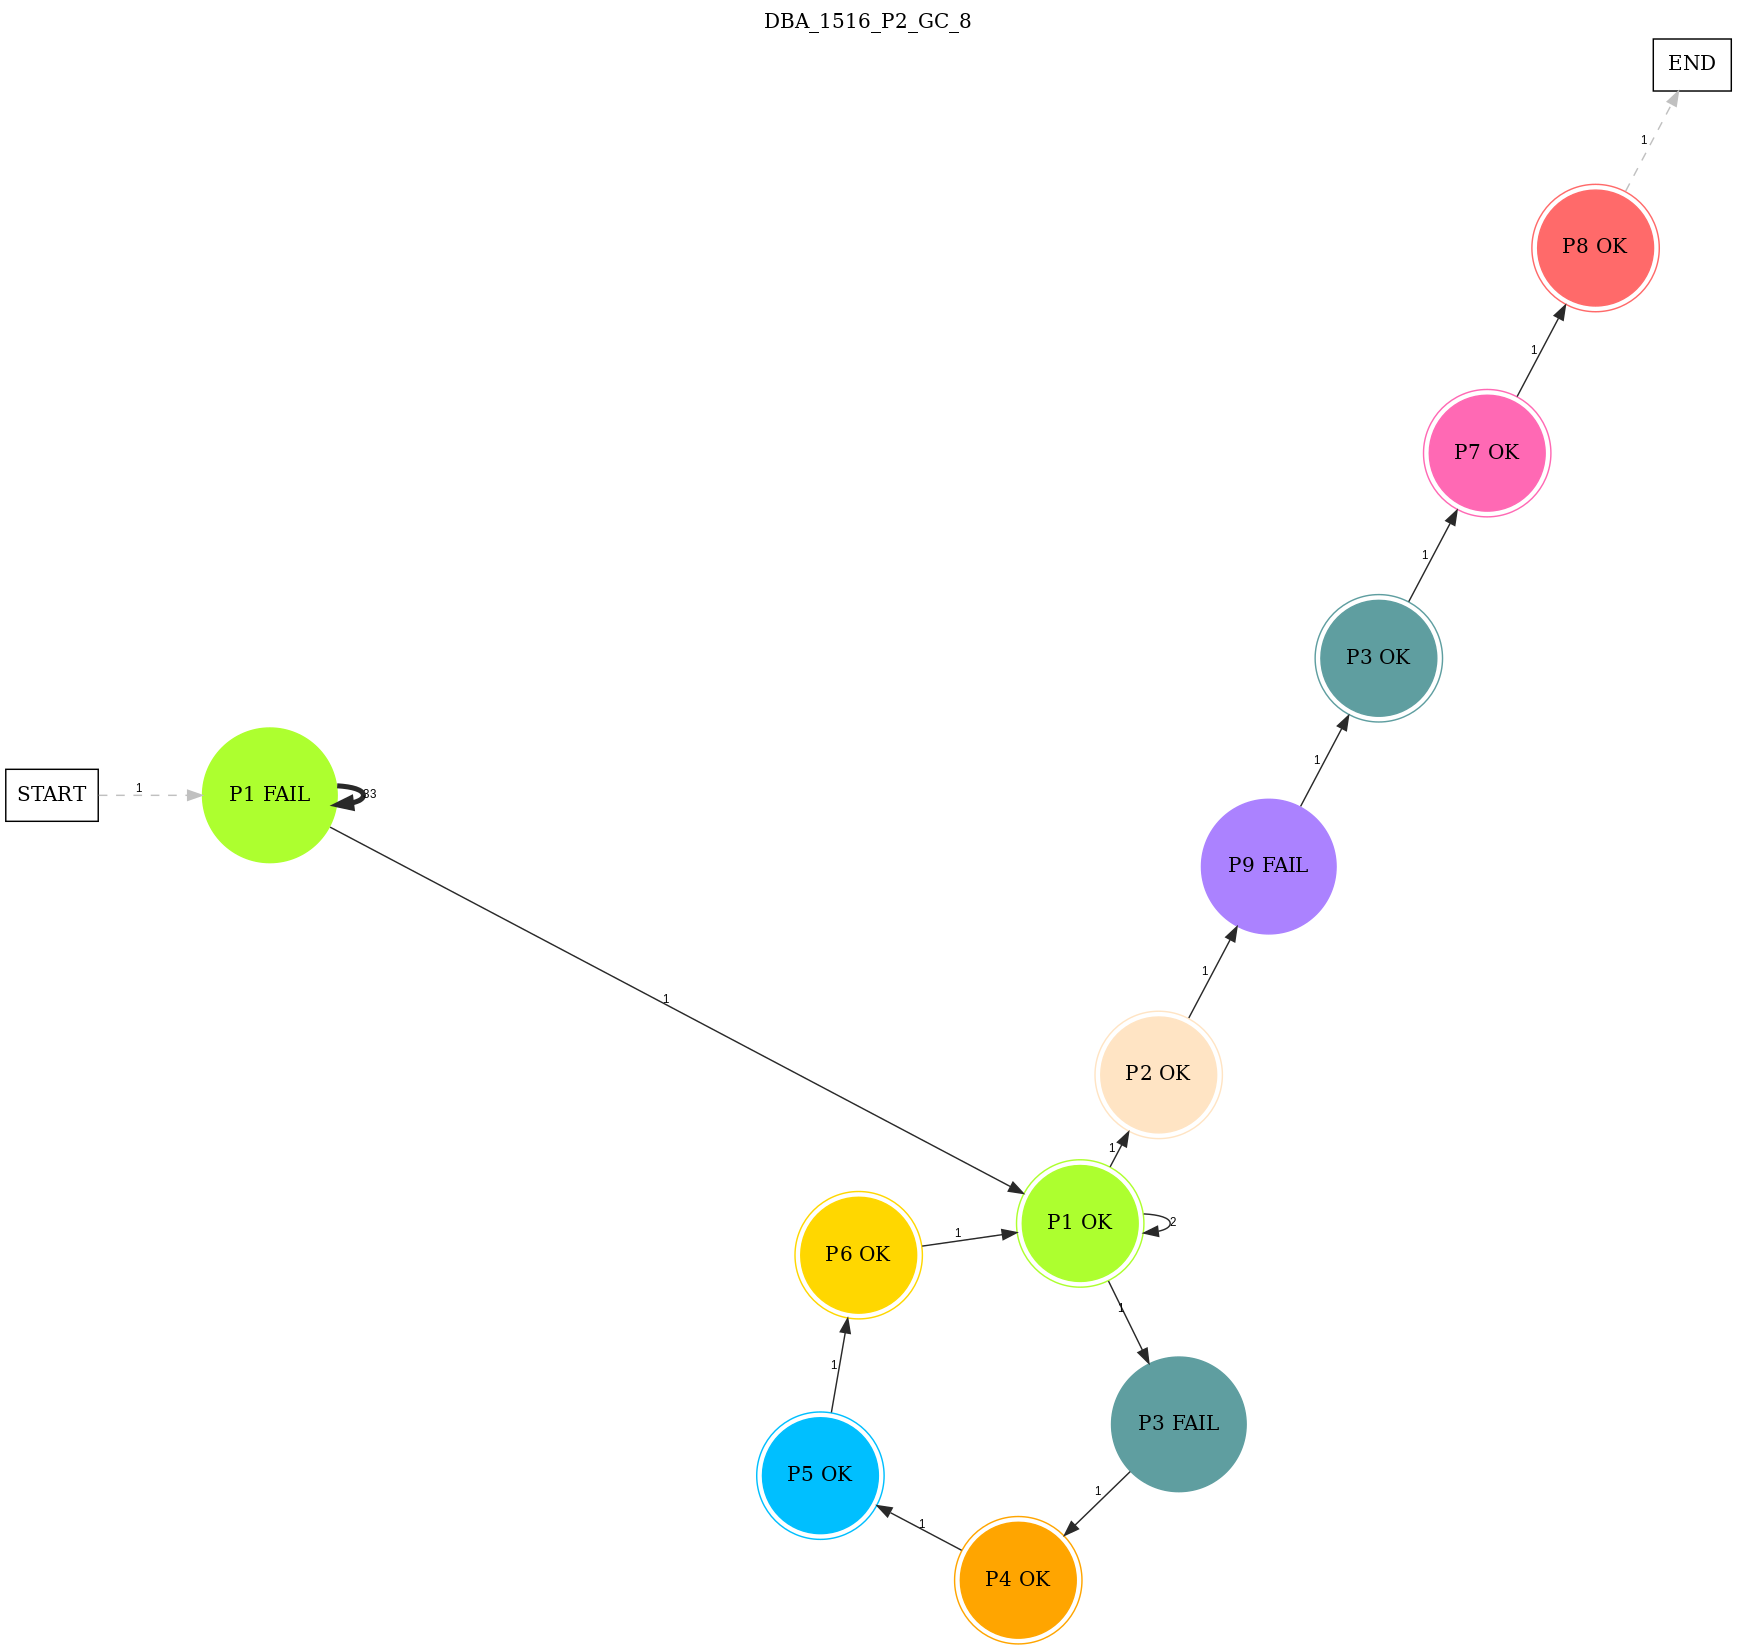 DBA_1516_P2_GC_8
END
1
P8 OK
1
P7 OK
1
P3 OK
1
P9 FAIL
1
P2 OK
1
START
1
P1 FAIL
33
1
P1 OK
2
P6 OK
1
1
P3 FAIL
1
P5 OK
1
1
P4 OK